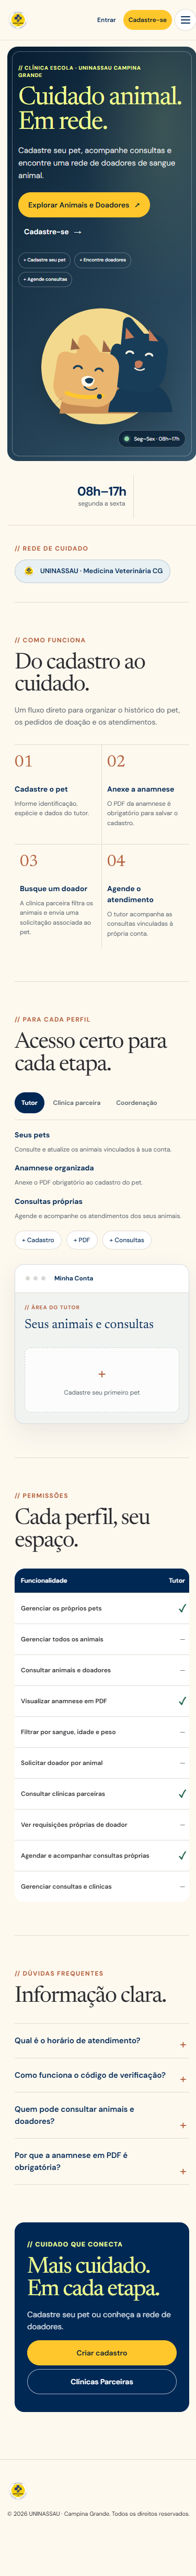 Entrar
Cadastre-se
// CLÍNICA ESCOLA · UNINASSAU CAMPINA
GRANDE
Cuidado animal.
Em rede.
Cadastre seu pet, acompanhe consultas e
encontre uma rede de doadores de sangue
animal.
Explorar Animais e Doadores ↗
Cadastre-se →
+ Cadastre seu pet
+ Encontre doadores
+ Agende consultas
Seg–Sex · 08h–17h
08h–17h
segunda a sexta
// REDE DE CUIDADO
UNINASSAU · Medicina Veterinária CG
// COMO FUNCIONA
Do cadastro ao
cuidado.
Um fluxo direto para organizar o histórico do pet,
os pedidos de doação e os atendimentos.
01
Cadastre o pet
Informe identificação,
espécie e dados do tutor.
02
Anexe a anamnese
O PDF da anamnese é
obrigatório para salvar o
cadastro.
03
Busque um doador
A clínica parceira filtra os
animais e envia uma
solicitação associada ao
pet.
04
Agende o
atendimento
O tutor acompanha as
consultas vinculadas à
própria conta.
// PARA CADA PERFIL
Acesso certo para
cada etapa.
Tutor
Clínica parceira
Coordenação
Seus pets
Consulte e atualize os animais vinculados à sua conta.
Anamnese organizada
Anexe o PDF obrigatório ao cadastro do pet.
Consultas próprias
Agende e acompanhe os atendimentos dos seus animais.
+ Cadastro
+ PDF
+ Consultas
Minha Conta
// ÁREA DO TUTOR
Seus animais e consultas
+
Cadastre seu primeiro pet
// PERMISSÕES
Cada perfil, seu
espaço.
Funcionalidade Tutor
Gerenciar os próprios pets ✓
Gerenciar todos os animais —
Consultar animais e doadores —
Visualizar anamnese em PDF ✓
Filtrar por sangue, idade e peso —
Solicitar doador por animal —
Consultar clínicas parceiras ✓
Ver requisições próprias de doador —
Agendar e acompanhar consultas próprias ✓
Gerenciar consultas e clínicas —
// DÚVIDAS FREQUENTES
Informação clara.
Qual é o horário de atendimento? +
Como funciona o código de verificação? +
Quem pode consultar animais e
doadores? +
Por que a anamnese em PDF é
obrigatória? +
// CUIDADO QUE CONECTA
Mais cuidado.
Em cada etapa.
Cadastre seu pet ou conheça a rede de
doadores.
Criar cadastro
Clínicas Parceiras
© 2026 UNINASSAU · Campina Grande. Todos os direitos reservados.